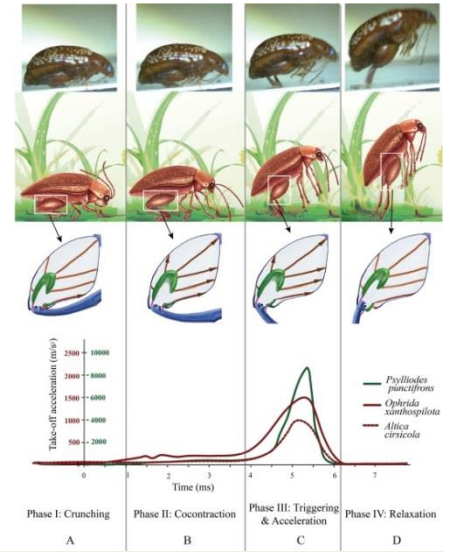 Take-off acceleration (m/s²)
2500
2000
1500
1000
500
0
10000
8000
6000
4000
2000
0
1
2
3
4
5
6
7
Time (ms)
Psylliodes
punctifrons
Ophrida
xanthospilota
Altica
cirsicola
Phase I: Crunching
Phase II: Cocontraction
Phase III: Triggering
& Acceleration
Phase IV: Relaxation
A
B
C
D